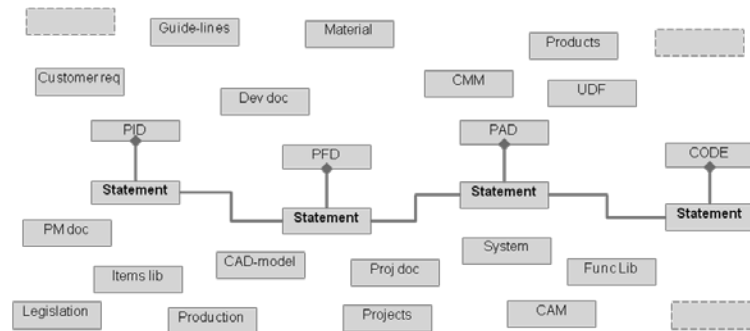 Guide-lines
Material
Products
Customer req
CMM
UDF
Dev doc
PID
PAD
PFD
CODE
Statement
Statement
Statement
Statement
PM doc
System
CAD-model
Proj doc
Func Lib
Items lib
Legislation
Production
Projects
CAM